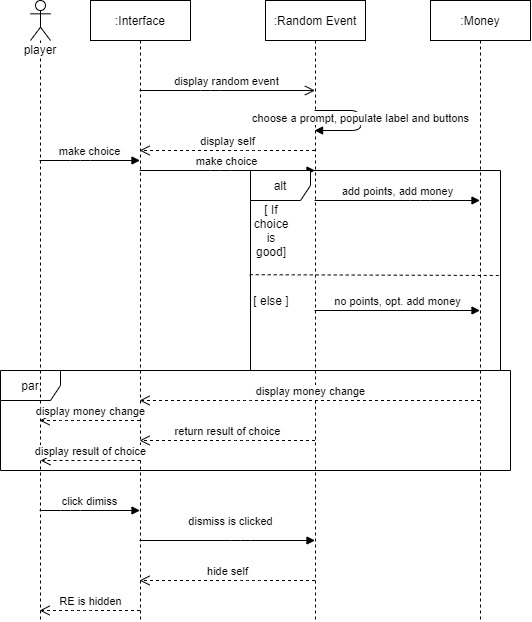 :Interface
:Random Event
:Money
player
display random event
choose a prompt, populate label and buttons
display self
make choice
make choice
alt
add points, add money
[ If
choice
is
good]
[ else ]
no points, opt. add money
par
display money change
display money change
return result of choice
display result of choice
click dimiss
dismiss is clicked
hide self
RE is hidden